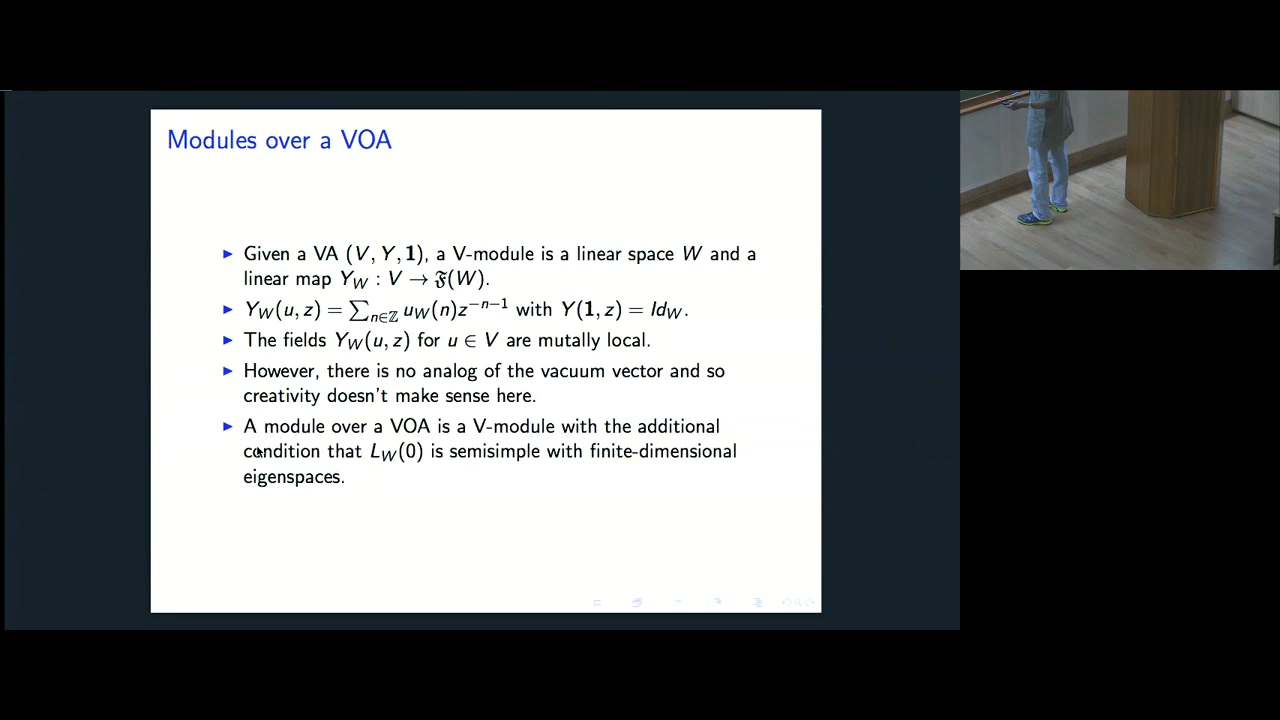 Modules over a VOA
▶ Given a VA (V, Y, 𝟏), a V-module is a linear space W and a
linear map Y_W : V → 𝔉(W).
▶ Y_W(u, z) = ∑_{n∈ℤ} u_W(n)z^{−n−1} with Y(𝟏, z) = Id_W.
▶ The fields Y_W(u, z) for u ∈ V are mutally local.
▶ However, there is no analog of the vacuum vector and so
creativity doesn't make sense here.
▶ A module over a VOA is a V-module with the additional
condition that L_W(0) is semisimple with finite-dimensional
eigenspaces.